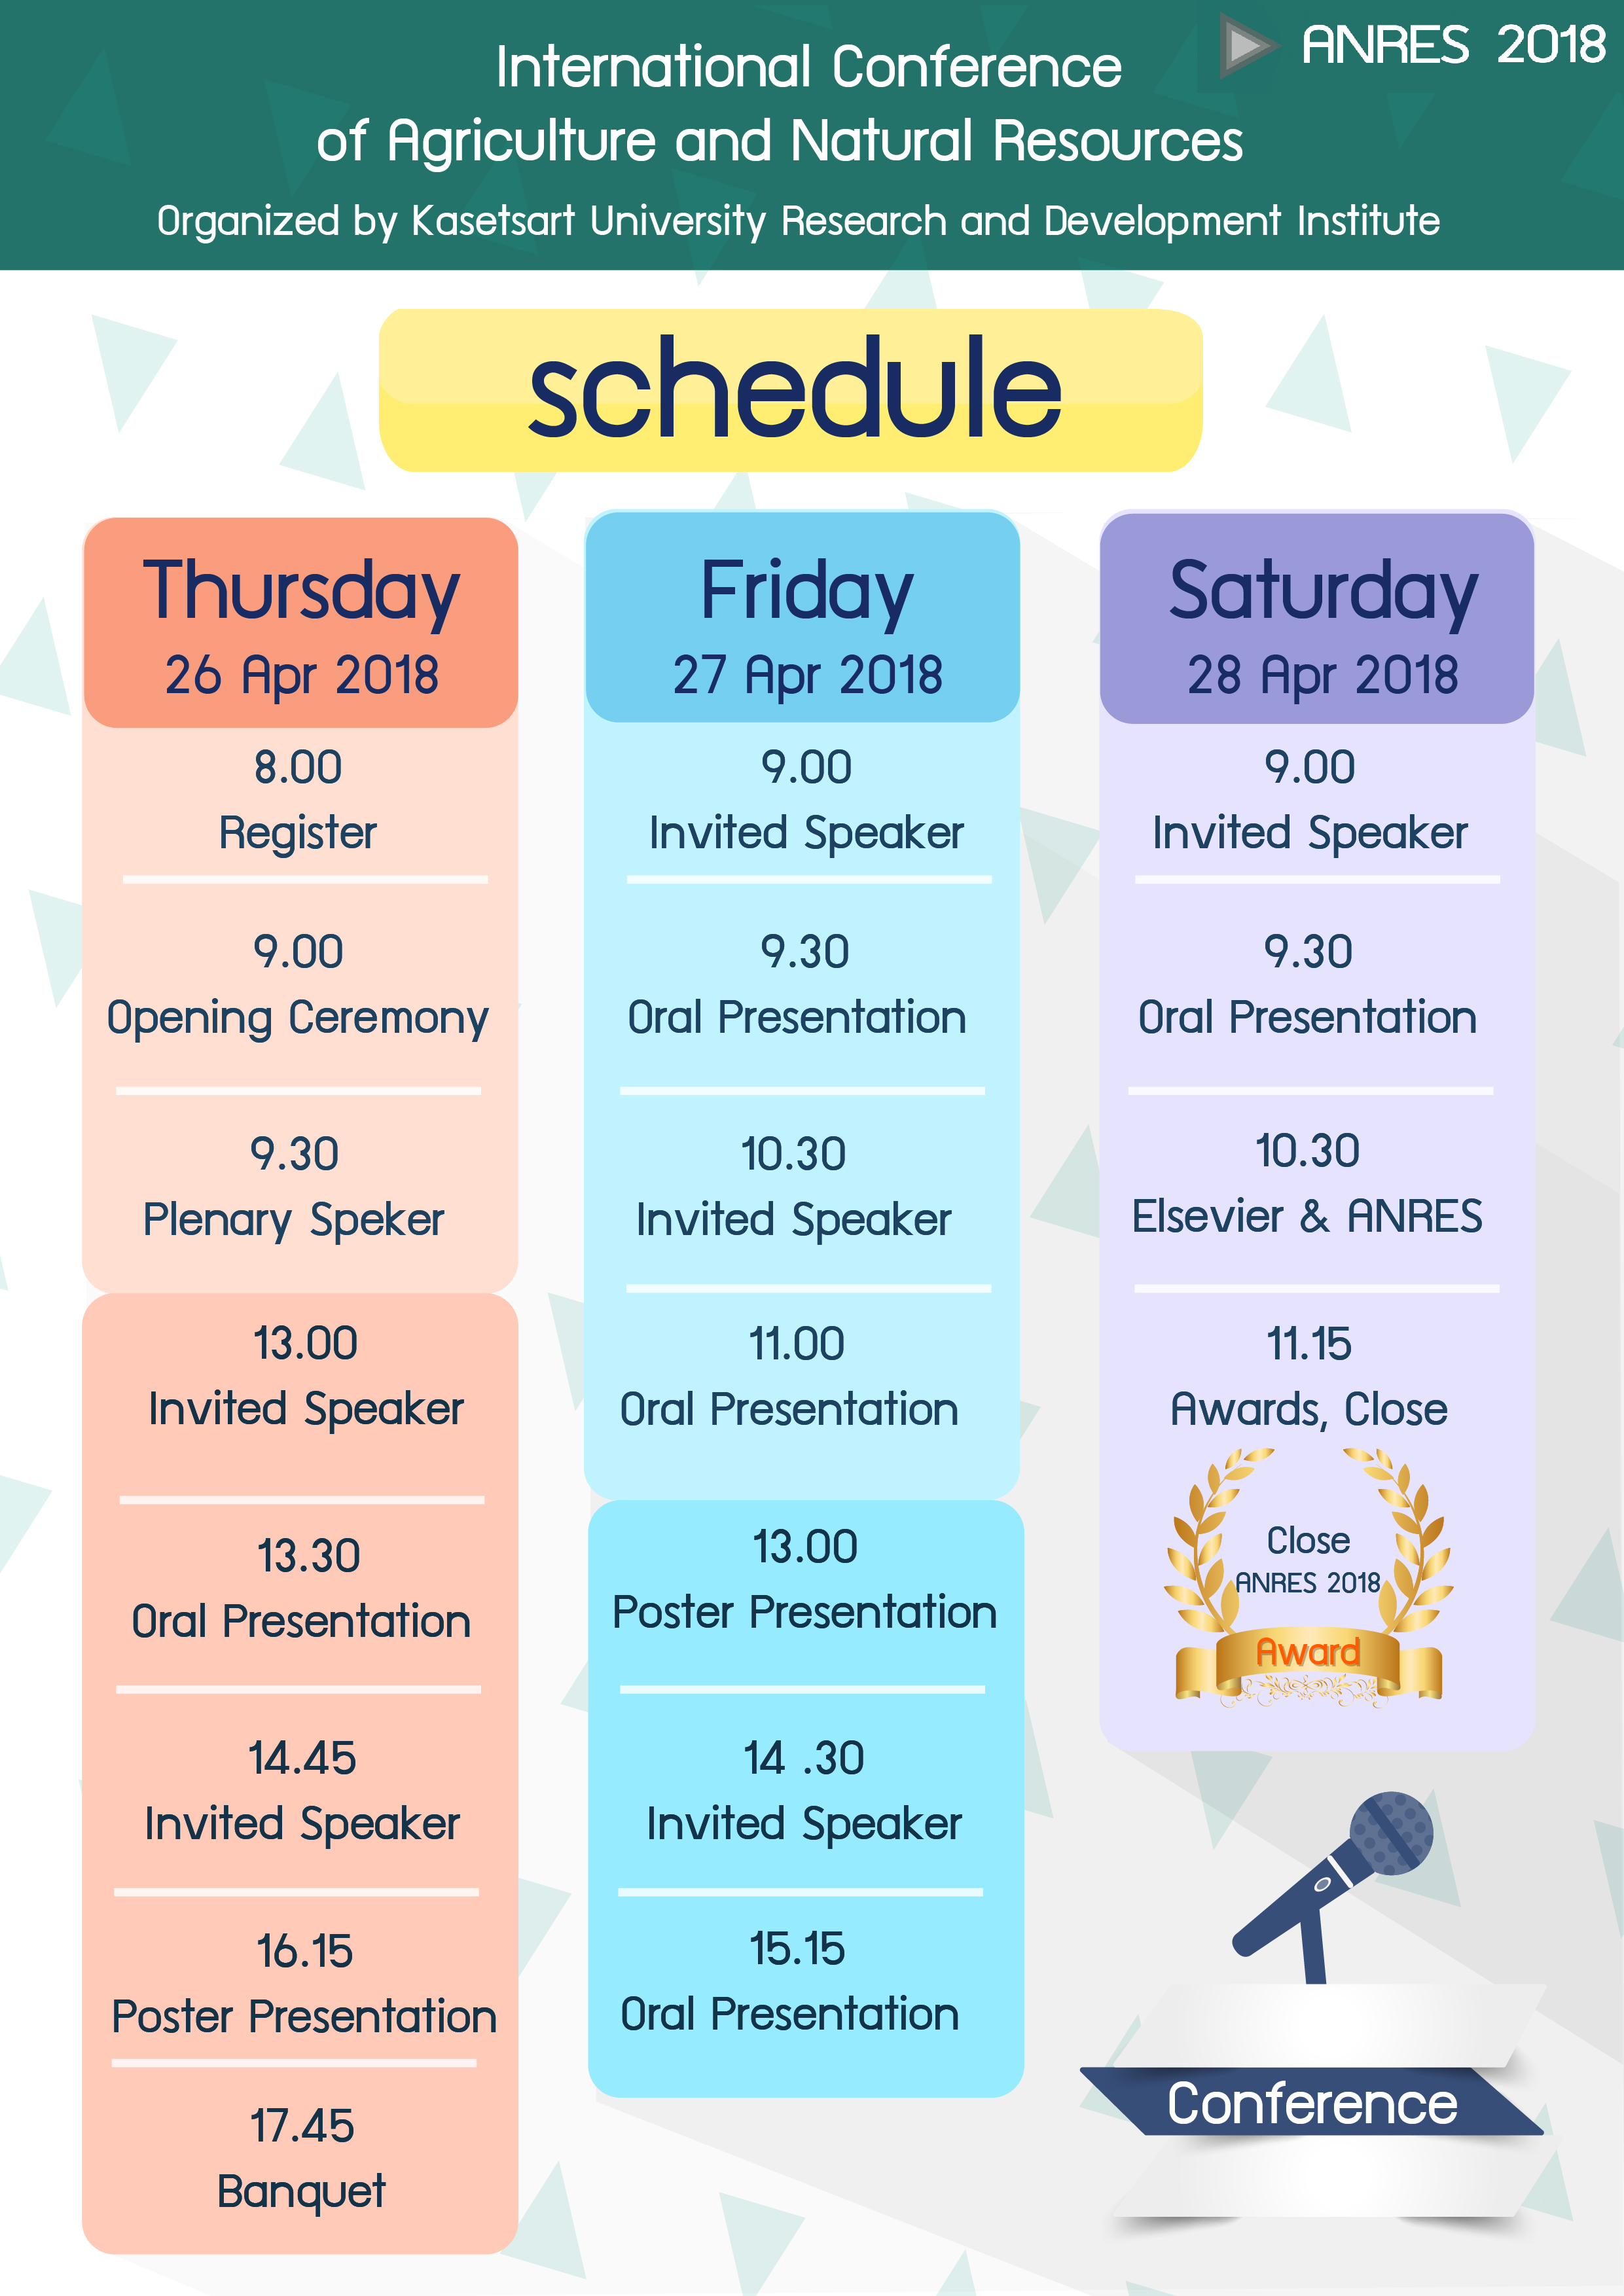 ANRES 2018
International Conference
of Agriculture and Natural Resources
Organized by Kasetsart University Research and Development Institute
schedule
Thursday
26 Apr 2018
8.00
Register
9.00
Opening Ceremony
9.30
Plenary Speker
13.00
Invited Speaker
13.30
Oral Presentation
14.45
Invited Speaker
16.15
Poster Presentation
17.45
Banquet
Friday
27 Apr 2018
9.00
Invited Speaker
9.30
Oral Presentation
10.30
Invited Speaker
11.00
Oral Presentation
13.00
Poster Presentation
14 .30
Invited Speaker
15.15
Oral Presentation
Saturday
28 Apr 2018
9.00
Invited Speaker
9.30
Oral Presentation
10.30
Elsevier & ANRES
11.15
Awards, Close
Close
ANRES 2018
Award
Conference